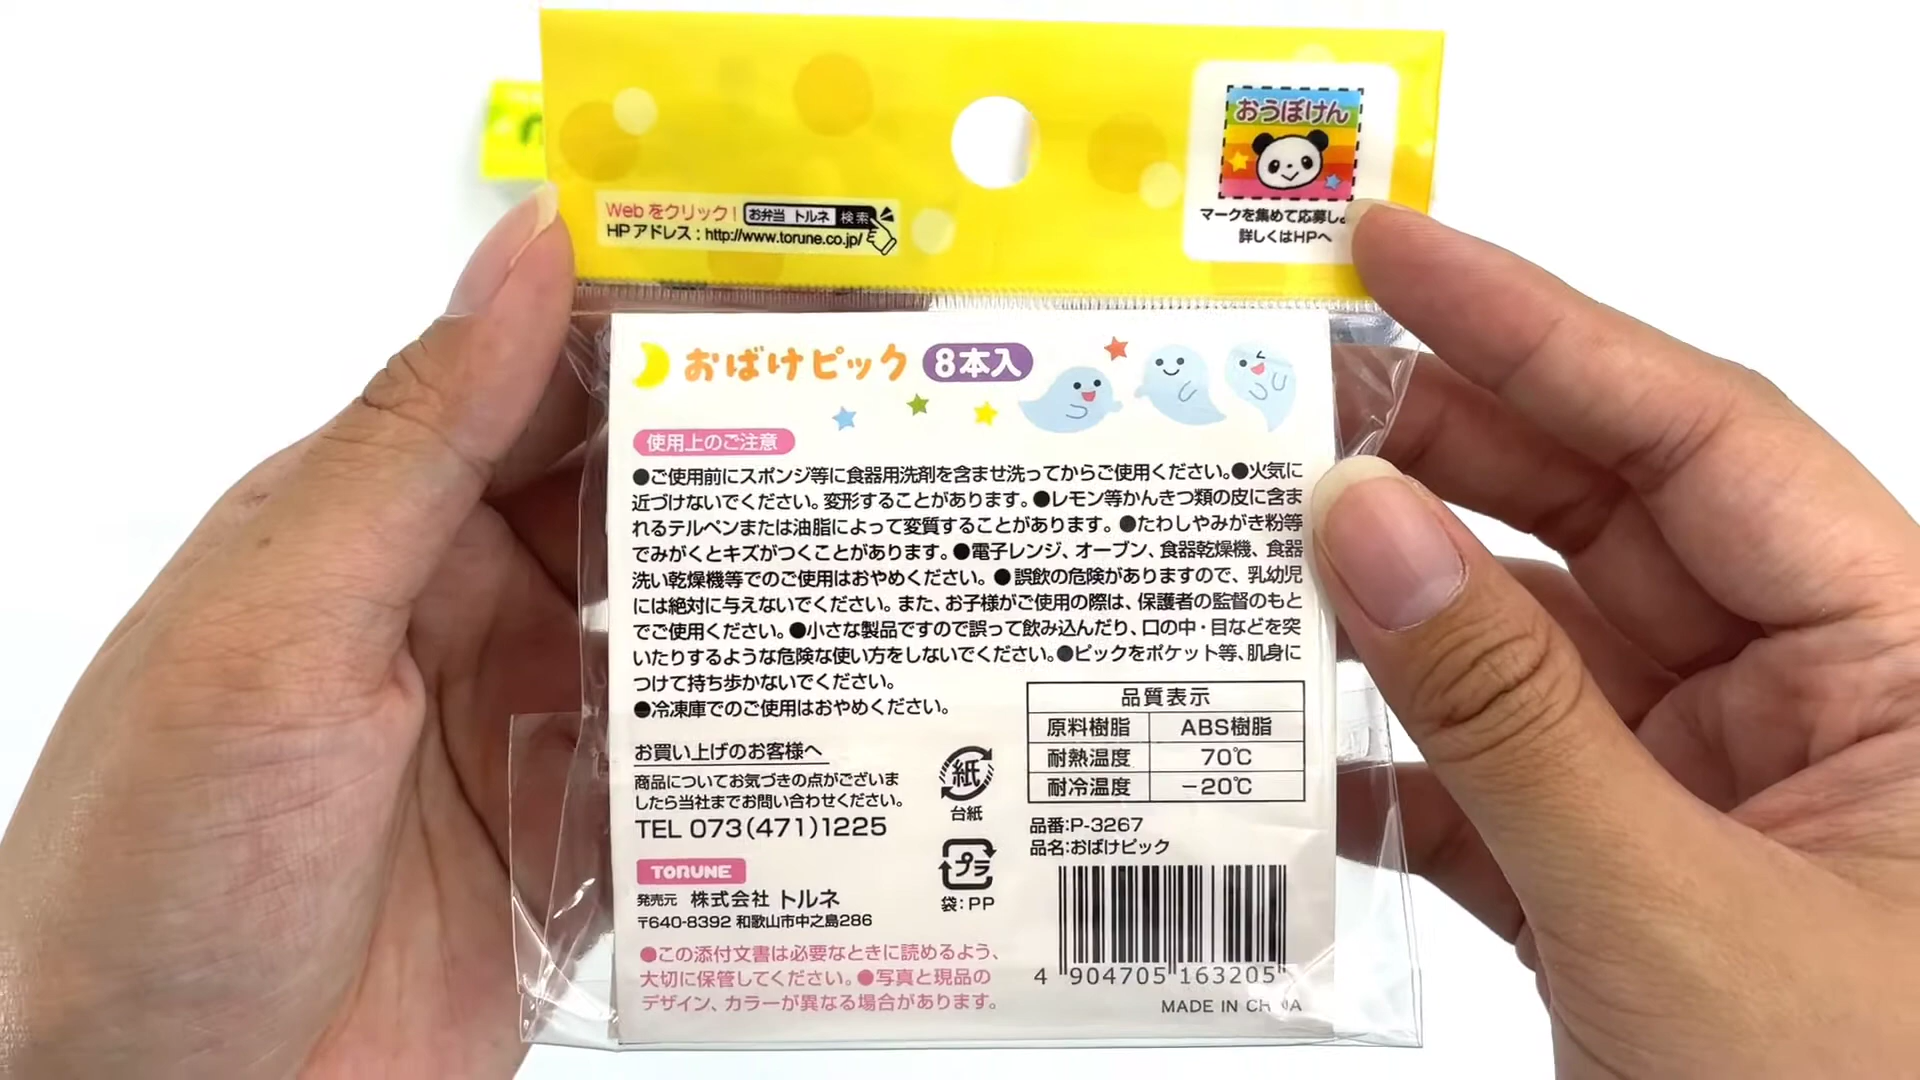 おうぼけん
マークを集めて応募し
詳しくはHPへ
Webをクリック! お弁当 トルネ 検索
HPアドレス:http://www.torune.co.jp/
おばけピック 8本入
使用上のご注意
●ご使用前にスポンジ等に食器用洗剤を含ませ洗ってからご使用ください。●火気に
近づけないでください。変形することがあります。●レモン等かんきつ類の皮に含ま
れるテルペンまたは油脂によって変質することがあります。●たわしやみがき粉等
でみがくとキズがつくことがあります。●電子レンジ、オーブン、食器乾燥機、食器
洗い乾燥機等でのご使用はおやめください。●誤飲の危険がありますので、乳幼児
には絶対に与えないでください。また、お子様がご使用の際は、保護者の監督のもと
でご使用ください。●小さな製品ですので誤って飲み込んだり、口の中・目などを突
いたりするような危険な使い方をしないでください。●ピックをポケット等、肌身に
つけて持ち歩かないでください。
●冷凍庫でのご使用はおやめください。
品質表示
原料樹脂 ABS樹脂
耐熱温度 70℃
耐冷温度 −20℃
お買い上げのお客様へ
商品についてお気づきの点がございま
したら当社までお問い合わせください。
TEL 073(471)1225
紙
台紙
プラ
袋:PP
品番:P-3267
品名:おばけピック
TORUNE
発売元 株式会社 トルネ
〒640-8392 和歌山市中之島286
●この添付文書は必要なときに読めるよう、
大切に保管してください。●写真と現品の
デザイン、カラーが異なる場合があります。
4 904705 163205
MADE IN CHINA